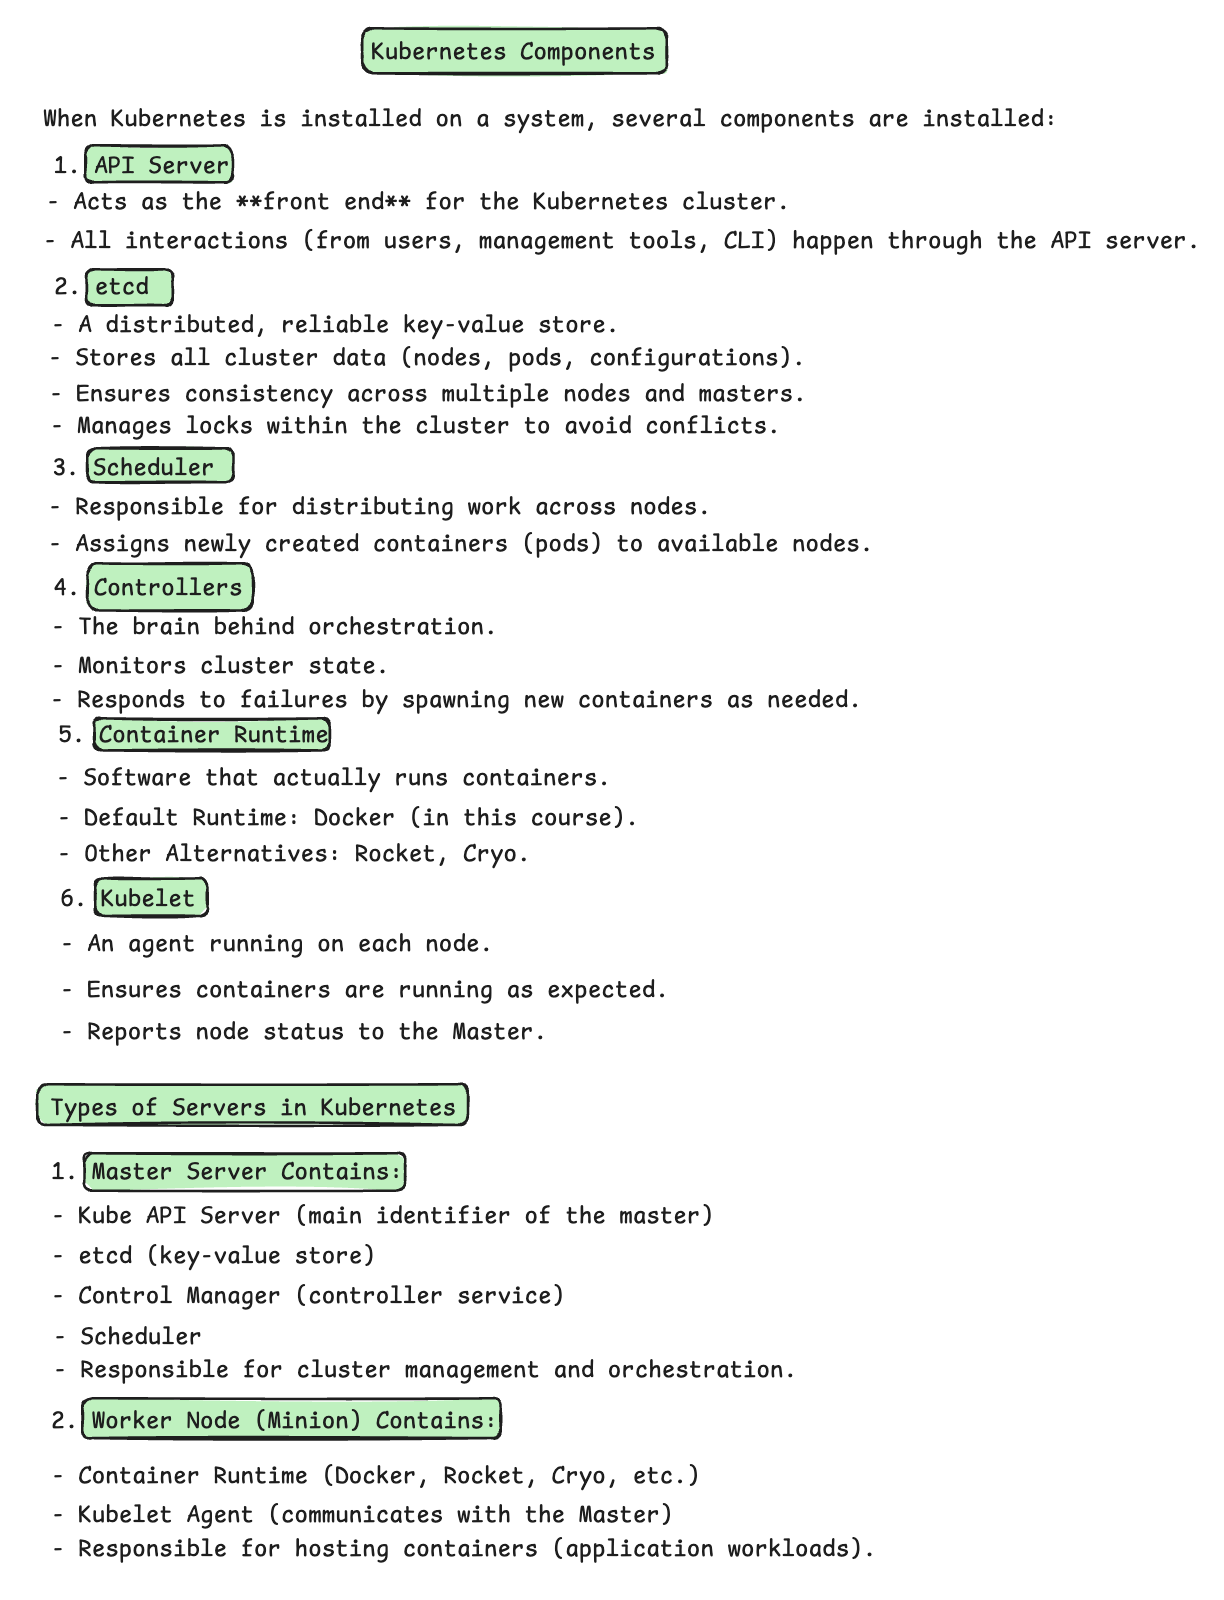 Kubernetes Components
When Kubernetes is installed on a system, several components are installed:
1. API Server
- Acts as the **front end** for the Kubernetes cluster.
- All interactions (from users, management tools, CLI) happen through the API server.
2. etcd
- A distributed, reliable key-value store.
- Stores all cluster data (nodes, pods, configurations).
- Ensures consistency across multiple nodes and masters.
- Manages locks within the cluster to avoid conflicts.
3. Scheduler
- Responsible for distributing work across nodes.
- Assigns newly created containers (pods) to available nodes.
4. Controllers
- The brain behind orchestration.
- Monitors cluster state.
- Responds to failures by spawning new containers as needed.
5. Container Runtime
- Software that actually runs containers.
- Default Runtime: Docker (in this course).
- Other Alternatives: Rocket, Cryo.
6. Kubelet
- An agent running on each node.
- Ensures containers are running as expected.
- Reports node status to the Master.
Types of Servers in Kubernetes
1. Master Server Contains:
- Kube API Server (main identifier of the master)
- etcd (key-value store)
- Control Manager (controller service)
- Scheduler
- Responsible for cluster management and orchestration.
2. Worker Node (Minion) Contains:
- Container Runtime (Docker, Rocket, Cryo, etc.)
- Kubelet Agent (communicates with the Master)
- Responsible for hosting containers (application workloads).